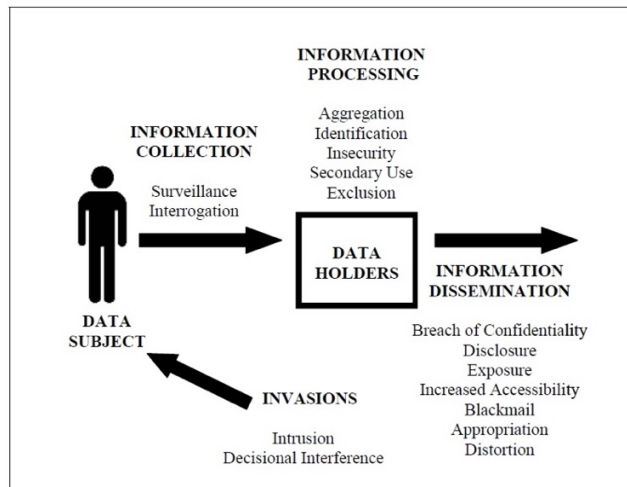 INFORMATION
PROCESSING
Aggregation
Identification
Insecurity
Secondary Use
Exclusion
INFORMATION
COLLECTION
Surveillance
Interrogation
DATA
HOLDERS
DATA
SUBJECT
INFORMATION
DISSEMINATION
Breach of Confidentiality
Disclosure
Exposure
Increased Accessibility
Blackmail
Appropriation
Distortion
INVASIONS
Intrusion
Decisional Interference